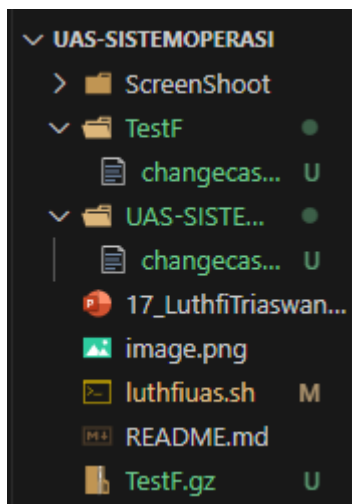 UAS-SISTEMOPERASI
ScreenShoot
TestF
changecas... U
UAS-SISTE...
changecas... U
17_LuthfiTriaswan...
image.png
luthfiuas.sh M
README.md
TestF.gz U